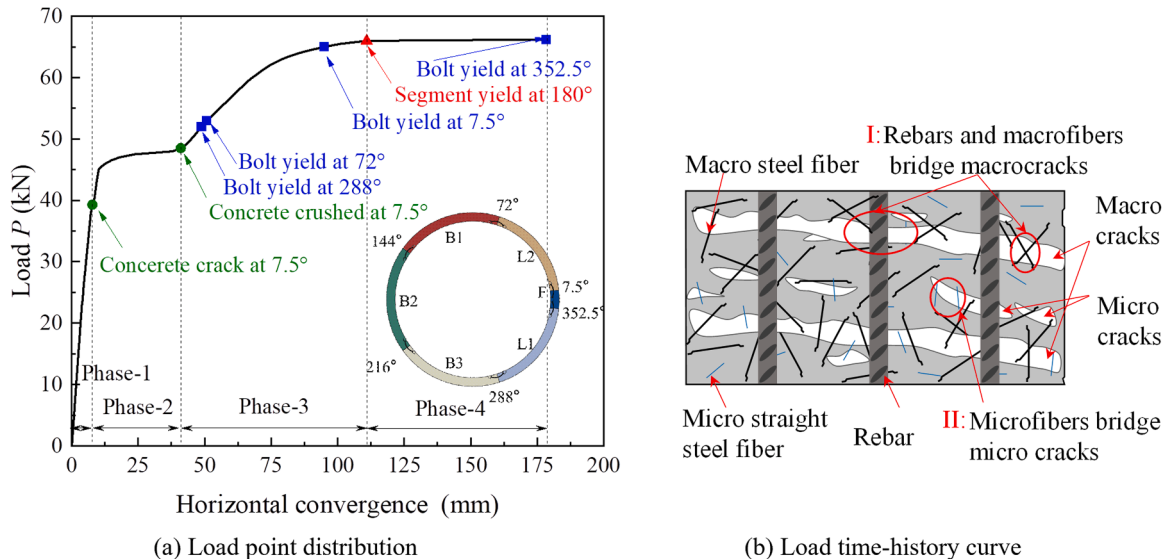 70
60
50
40
30
20
10
0
Load P (kN)
Bolt yield at 352.5°
Segment yield at 180°
Bolt yield at 7.5°
Bolt yield at 72°
Bolt yield at 288°
Concrete crushed at 7.5°
Concerete crack at 7.5°
72°
B1
144°
L2
B2
F
7.5°
352.5°
L1
B3
216°
288°
Phase-1
Phase-2
Phase-3
Phase-4
0 25 50 75 100 125 150 175 200
Horizontal convergence (mm)
(a) Load point distribution
I:Rebars and macrofibers
bridge macrocracks
Macro steel fiber
Macro
cracks
Micro
cracks
Micro straight
steel fiber
Rebar
II:Microfibers bridge
micro cracks
(b) Load time-history curve